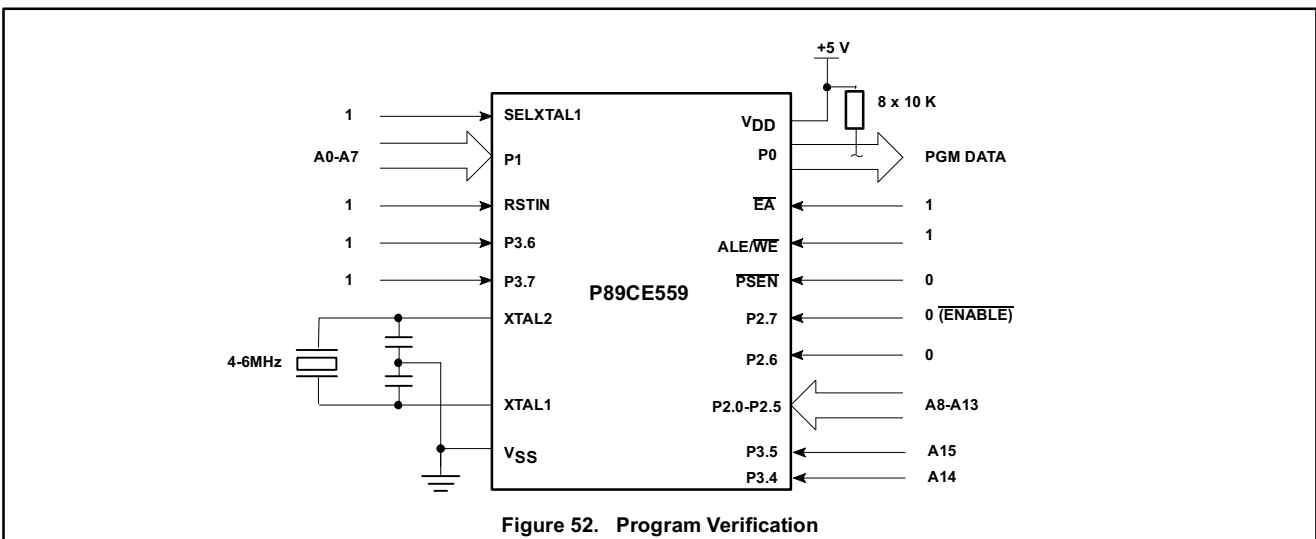 +5 V
8 x 10 K
1
SELXTAL1
VDD
A0-A7
P1
P0
PGM DATA
1
RSTIN
EA
1
1
P3.6
ALE/WE
1
1
P3.7
PSEN
0
P89CE559
XTAL2
P2.7
0 (ENABLE)
4-6MHz
P2.6
0
XTAL1
P2.0-P2.5
A8-A13
VSS
P3.5
A15
P3.4
A14
Figure 52. Program Verification